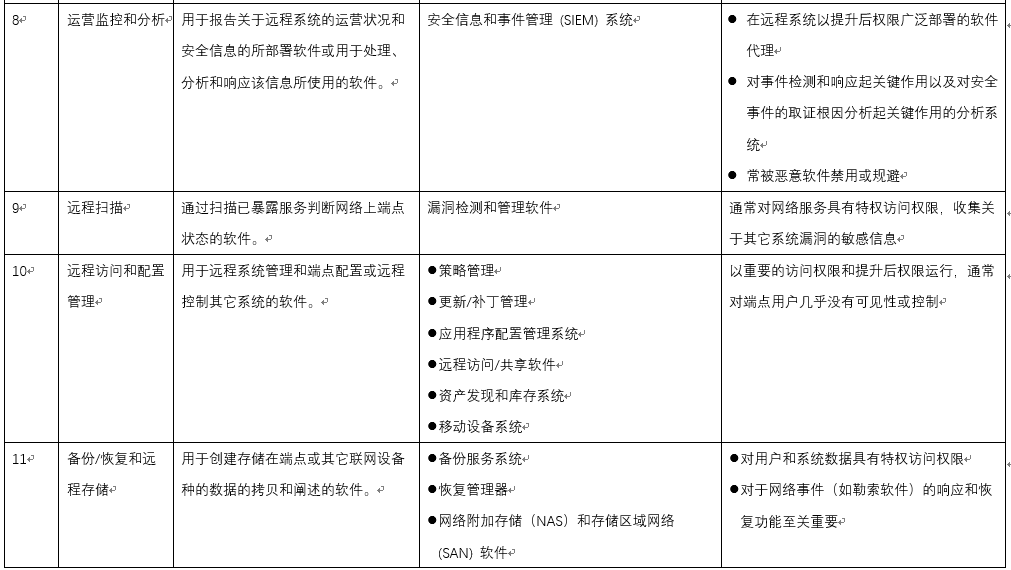 8
运营监控和分析
用于报告关于远程系统的运营状况和
安全信息的所部署软件或用于处理、
分析和响应该信息所使用的软件。
安全信息和事件管理 (SIEM) 系统
● 在远程系统以提升后权限广泛部署的软件
代理
● 对事件检测和响应起关键作用以及对安全
事件的取证根因分析起关键作用的分析系
统
● 常被恶意软件禁用或规避
9
远程扫描
通过扫描已暴露服务判断网络上端点
状态的软件。
漏洞检测和管理软件
通常对网络服务具有特权访问权限，收集关
于其它系统漏洞的敏感信息
10
远程访问和配置
管理
用于远程系统管理和端点配置或远程
控制其它系统的软件。
●策略管理
●更新/补丁管理
●应用程序配置管理系统
●远程访问/共享软件
●资产发现和库存系统
●移动设备系统
以重要的访问权限和提升后权限运行，通常
对端点用户几乎没有可见性或控制
11
备份/恢复和远
程存储
用于创建存储在端点或其它联网设备
种的数据的拷贝和阐述的软件。
●备份服务系统
●恢复管理器
●网络附加存储（NAS）和存储区域网络
(SAN) 软件
●对用户和系统数据具有特权访问权限
●对于网络事件（如勒索软件）的响应和恢
复功能至关重要